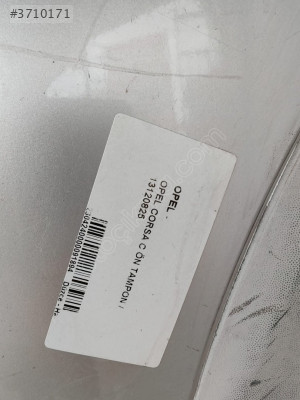 #3710171
OPEL -
OPEL CORSA C ÖN TAMPON /
13120825